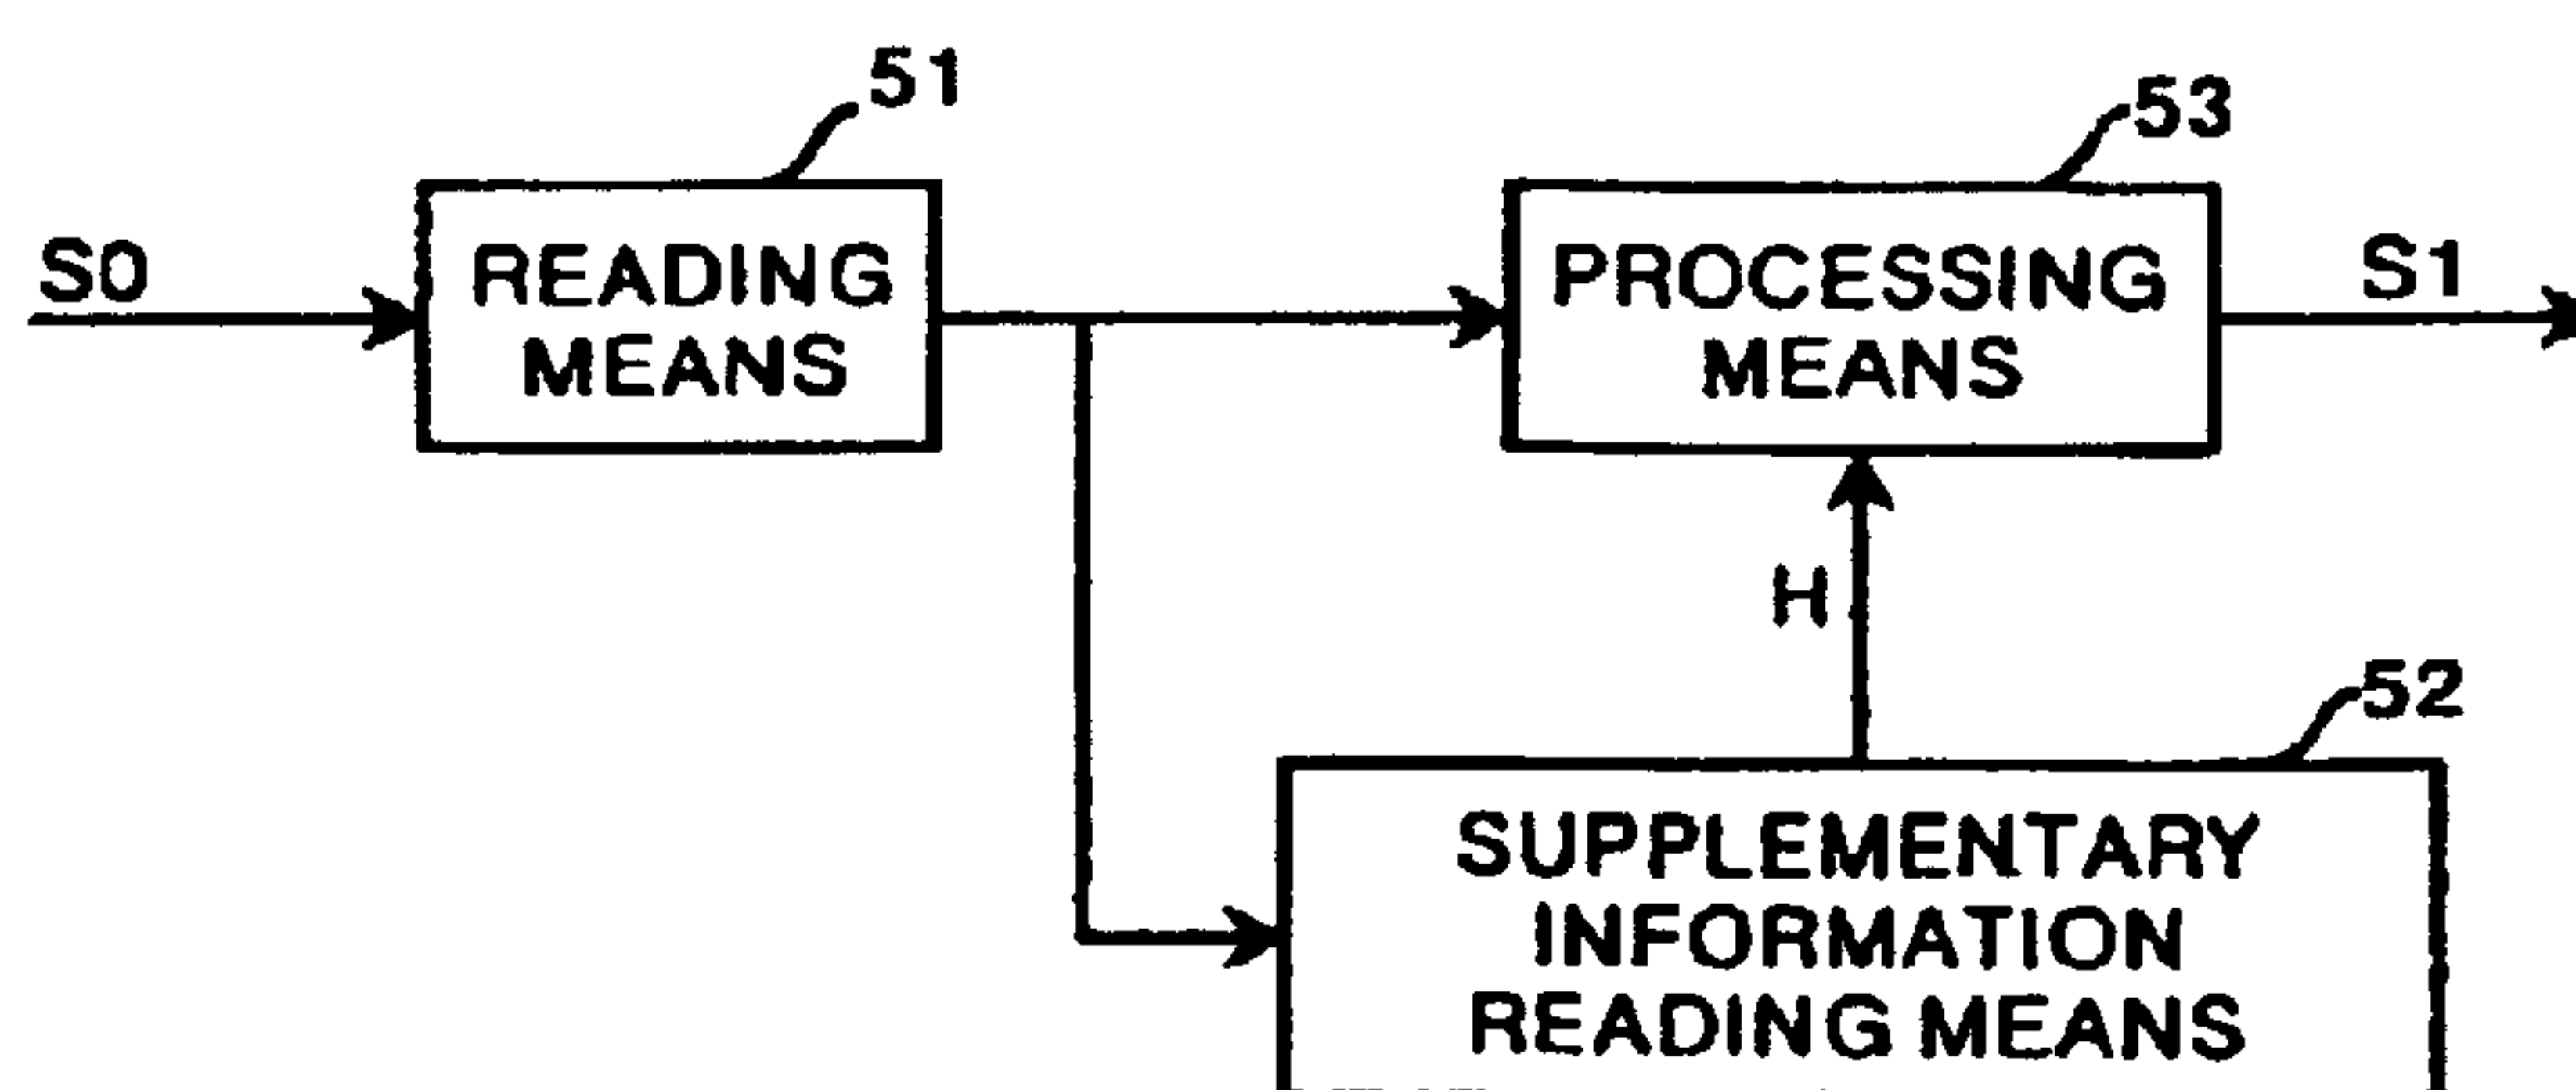 51
53
S0
READING
MEANS
PROCESSING
MEANS
S1
H
52
SUPPLEMENTARY
INFORMATION
READING MEANS